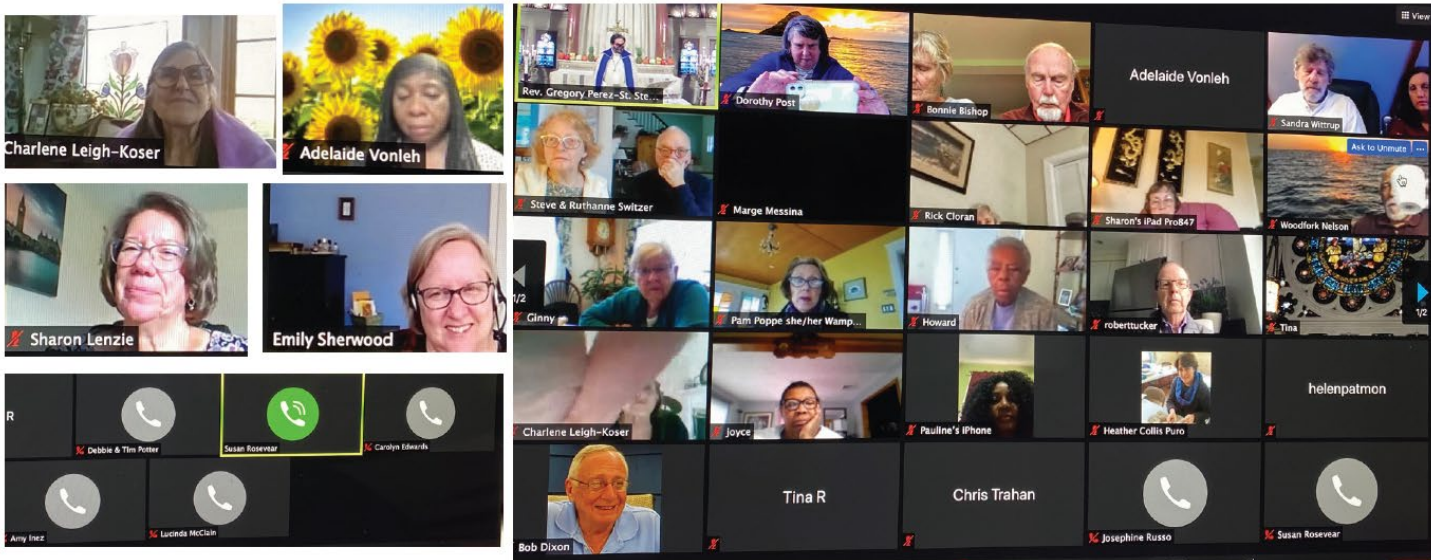 Charlene Leigh-Koser
Adelaide Vonleh
Sharon Lenzie
Emily Sherwood
R
Debbie & Tim Potter
Susan Rosevear
Carolyn Edwards
Amy Inez
Lucinda McClain
View
Rev. Gregory Perez-St. Ste...
Dorothy Post
Bonnie Bishop
Adelaide Vonleh
Sandra Wittrup
Steve & Ruthanne Switzer
Marge Messina
Rick Cloran
Sharon's iPad Pro847
Ask to Unmute ...
Woodfork Nelson
1/2
Ginny
Pam Poppe she/her Wamp...
Howard
roberttucker
Tina
1/2
Charlene Leigh-Koser
joyce
Pauline's iPhone
Heather Collis Puro
helenpatmon
Bob Dixon
Tina R
Chris Trahan
Josephine Russo
Susan Rosevear